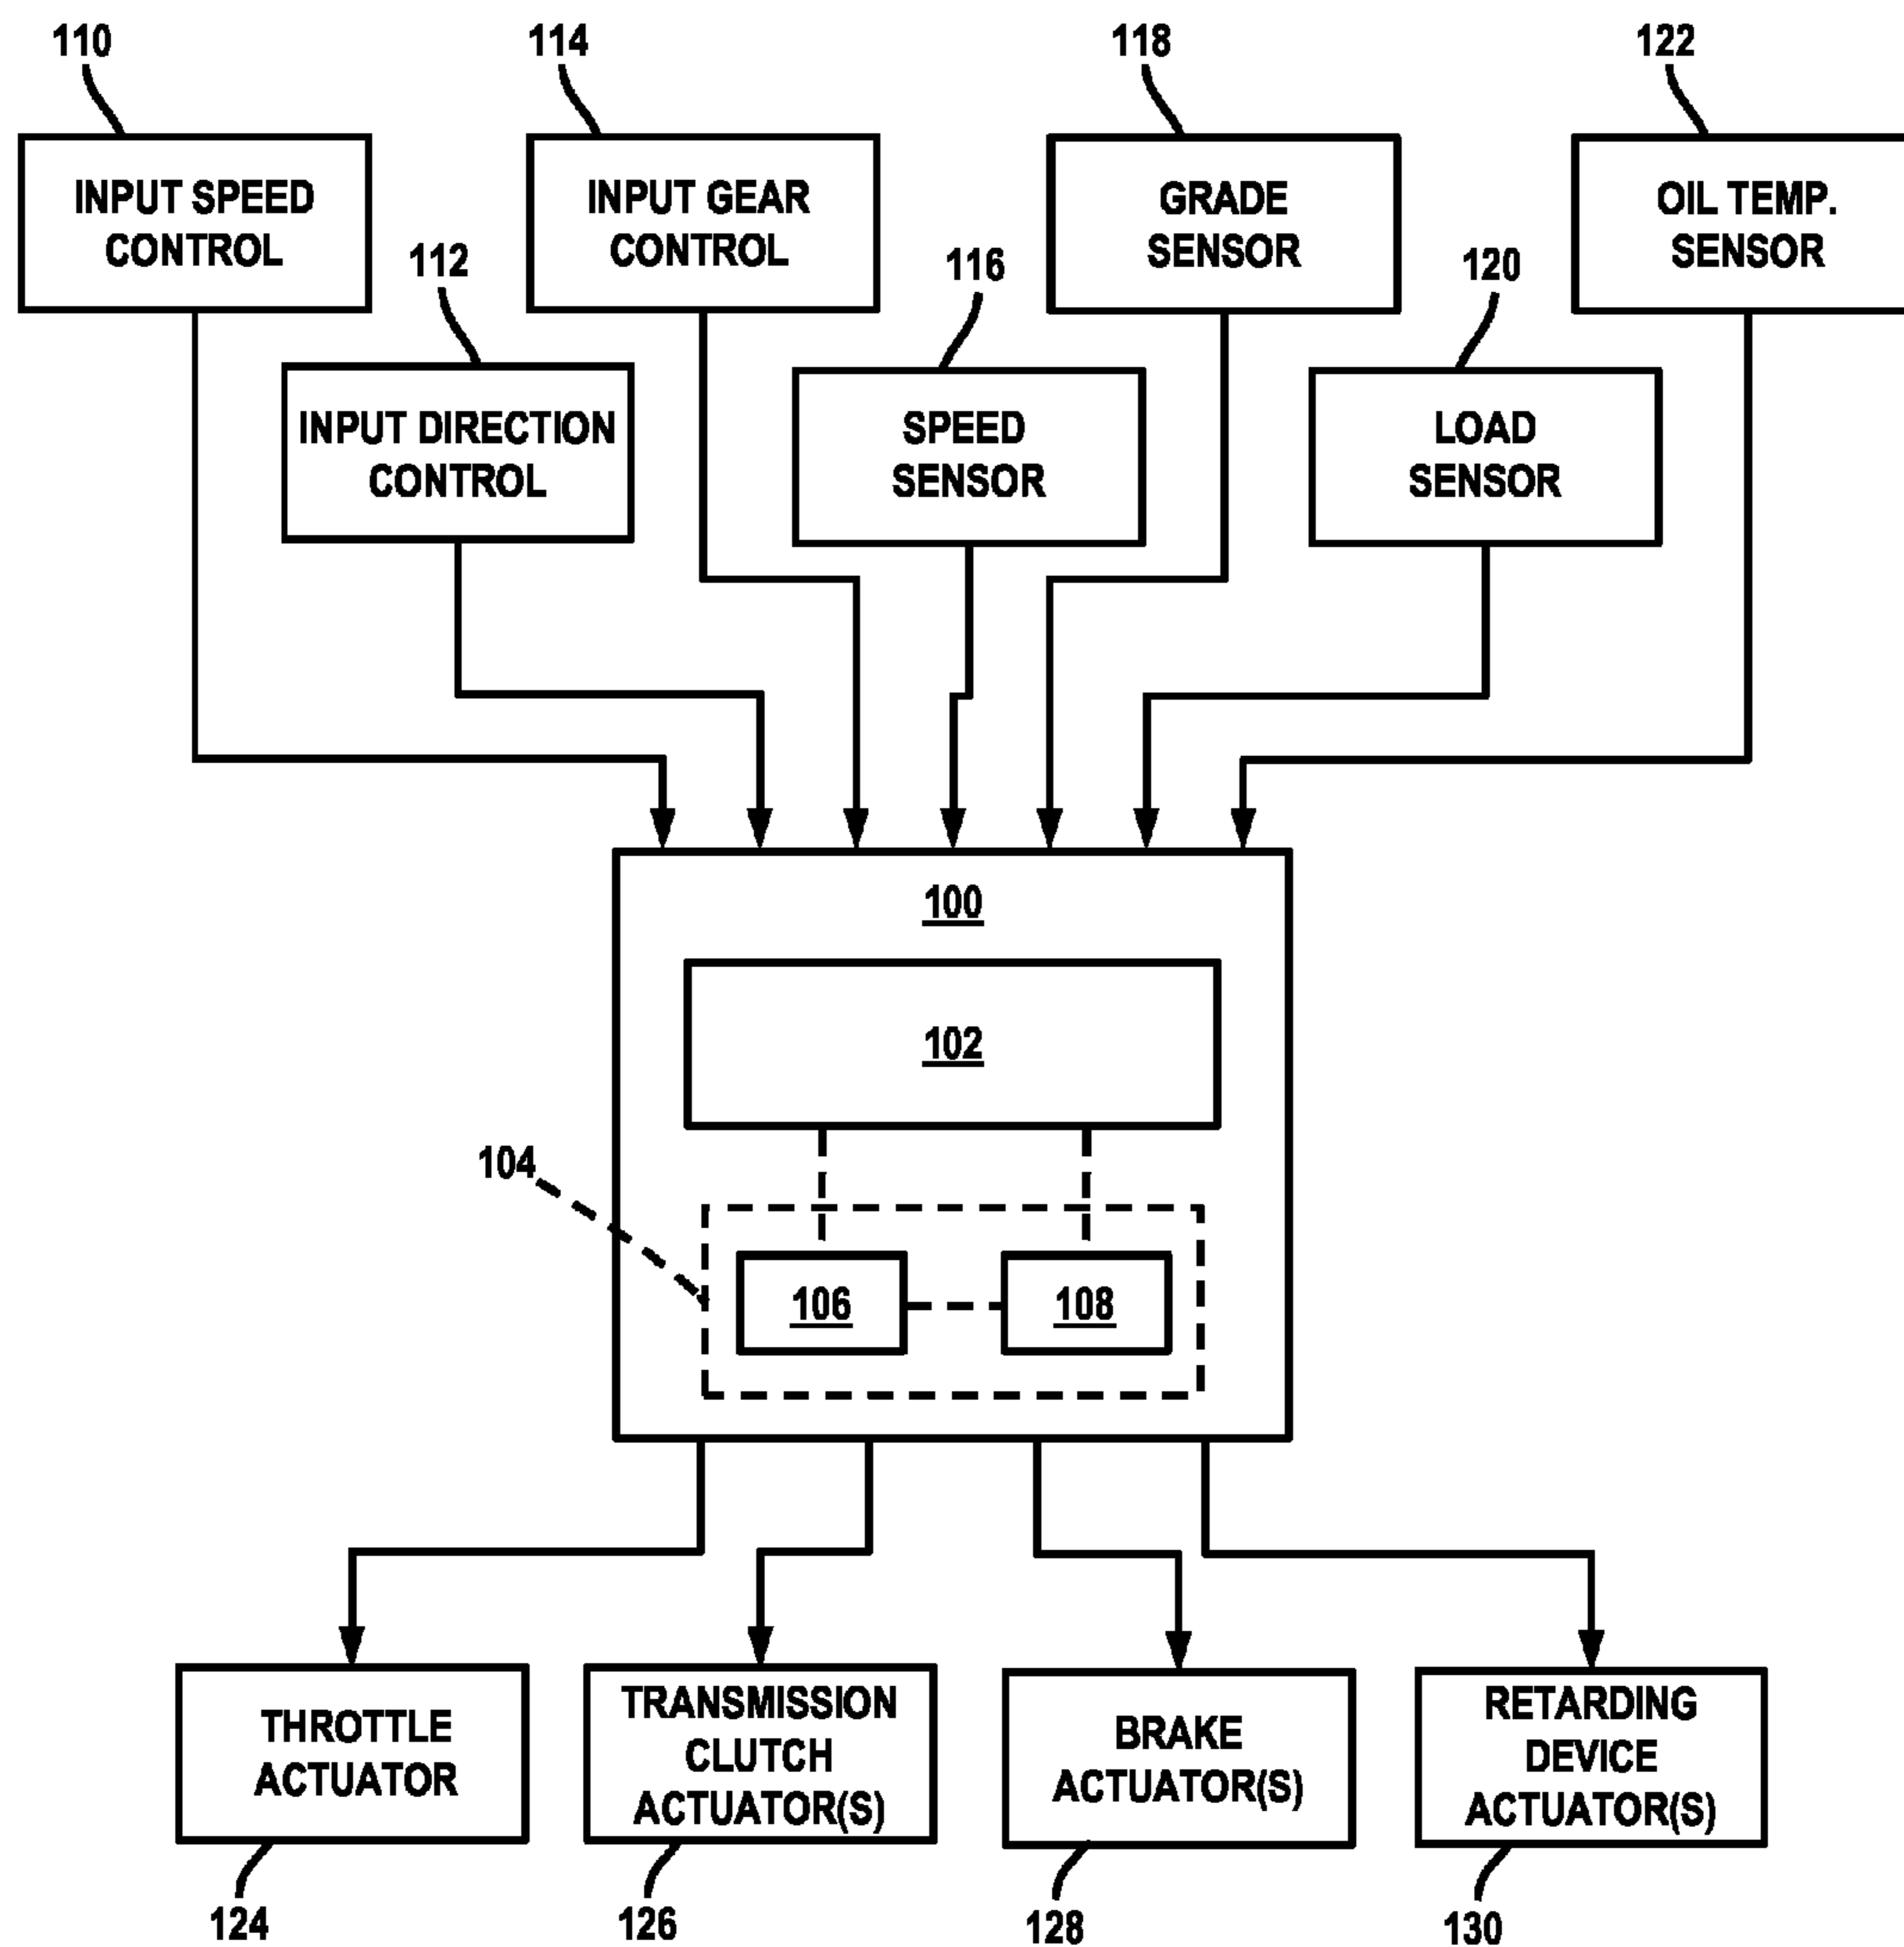 110
114
118
122
INPUT SPEED
CONTROL
INPUT GEAR
CONTROL
GRADE
SENSOR
OIL TEMP.
SENSOR
112
116
120
INPUT DIRECTION
CONTROL
SPEED
SENSOR
LOAD
SENSOR
100
102
104
106
108
THROTTLE
ACTUATOR
TRANSMISSION
CLUTCH
ACTUATOR(S)
BRAKE
ACTUATOR(S)
RETARDING
DEVICE
ACTUATOR(S)
124
126
128
130